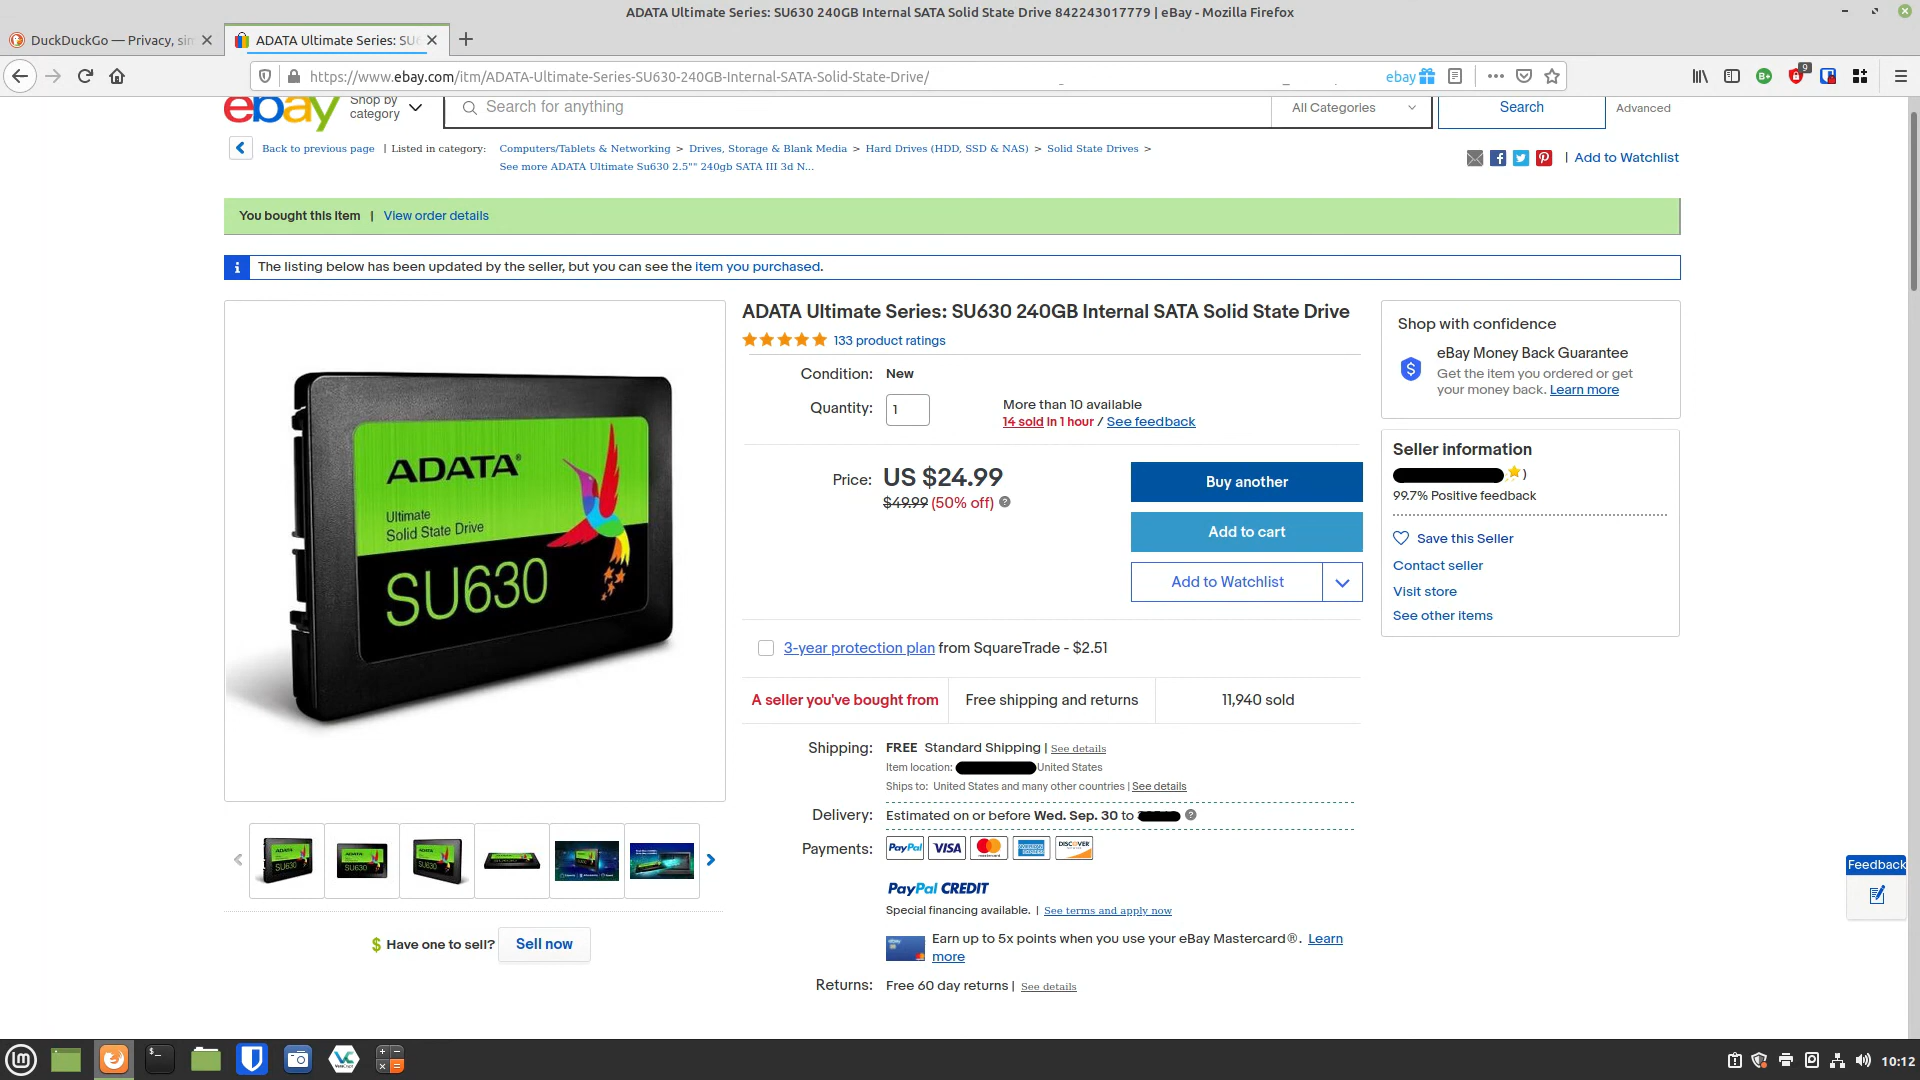 ADATA Ultimate Series: SU630 240GB Internal SATA Solid State Drive 842243017779 | eBay - Mozilla Firefox
DuckDuckGo — Privacy, sim
ADATA Ultimate Series: SU6
https://www.ebay.com/itm/ADATA-Ultimate-Series-SU630-240GB-Internal-SATA-Solid-State-Drive/
ebay
9
ebay
Shop by category
Search for anything
All Categories
Search
Advanced
Back to previous page | Listed in category: Computers/Tablets & Networking > Drives, Storage & Blank Media > Hard Drives (HDD, SSD & NAS) > Solid State Drives >
See more ADATA Ultimate Su630 2.5"" 240gb SATA III 3d N...
| Add to Watchlist
You bought this item | View order details
The listing below has been updated by the seller, but you can see the item you purchased.
ADATA
Ultimate
Solid State Drive
SU630
ADATA Ultimate Series: SU630 240GB Internal SATA Solid State Drive
133 product ratings
Condition: New
Quantity: 1
More than 10 available
14 sold in 1 hour / See feedback
Price: US $24.99
$49.99 (50% off)
Buy another
Add to cart
Add to Watchlist
3-year protection plan from SquareTrade - $2.51
A seller you've bought from
Free shipping and returns
11,940 sold
Shipping: FREE Standard Shipping | See details
Item location: United States
Ships to: United States and many other countries | See details
Delivery: Estimated on or before Wed. Sep. 30 to
Payments: PayPal VISA mastercard AMERICAN EXPRESS DISCOVER
PayPal CREDIT
Special financing available. | See terms and apply now
Earn up to 5x points when you use your eBay Mastercard®. Learn
more
Returns: Free 60 day returns | See details
Shop with confidence
eBay Money Back Guarantee
Get the item you ordered or get
your money back. Learn more
Seller information
)
99.7% Positive feedback
Save this Seller
Contact seller
Visit store
See other items
Have one to sell? Sell now
Feedback
10:12